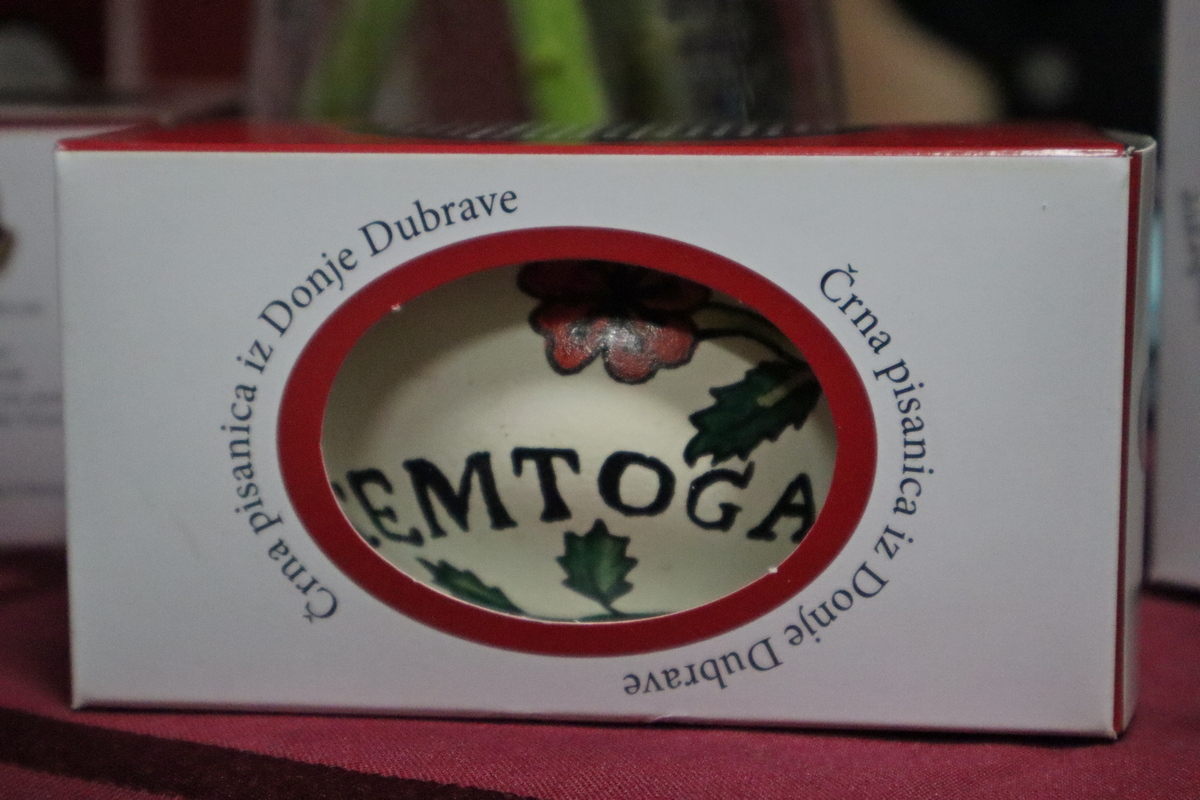 Črna pisanica iz Donje Dubrave
Črna pisanica iz Donje Dubrave
EMTOGA